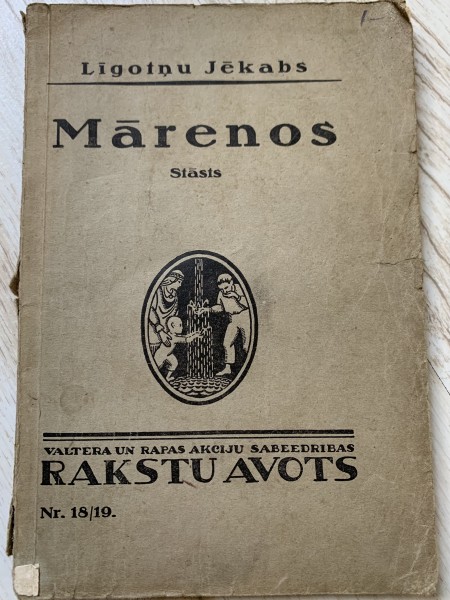 Līgotņu Jēkabs
Mārenos
Stāsts
VALTERA UN RAPAS AKCIJU SABEEDRIBAS
RAKSTU AVOTS
Nr. 18/19.